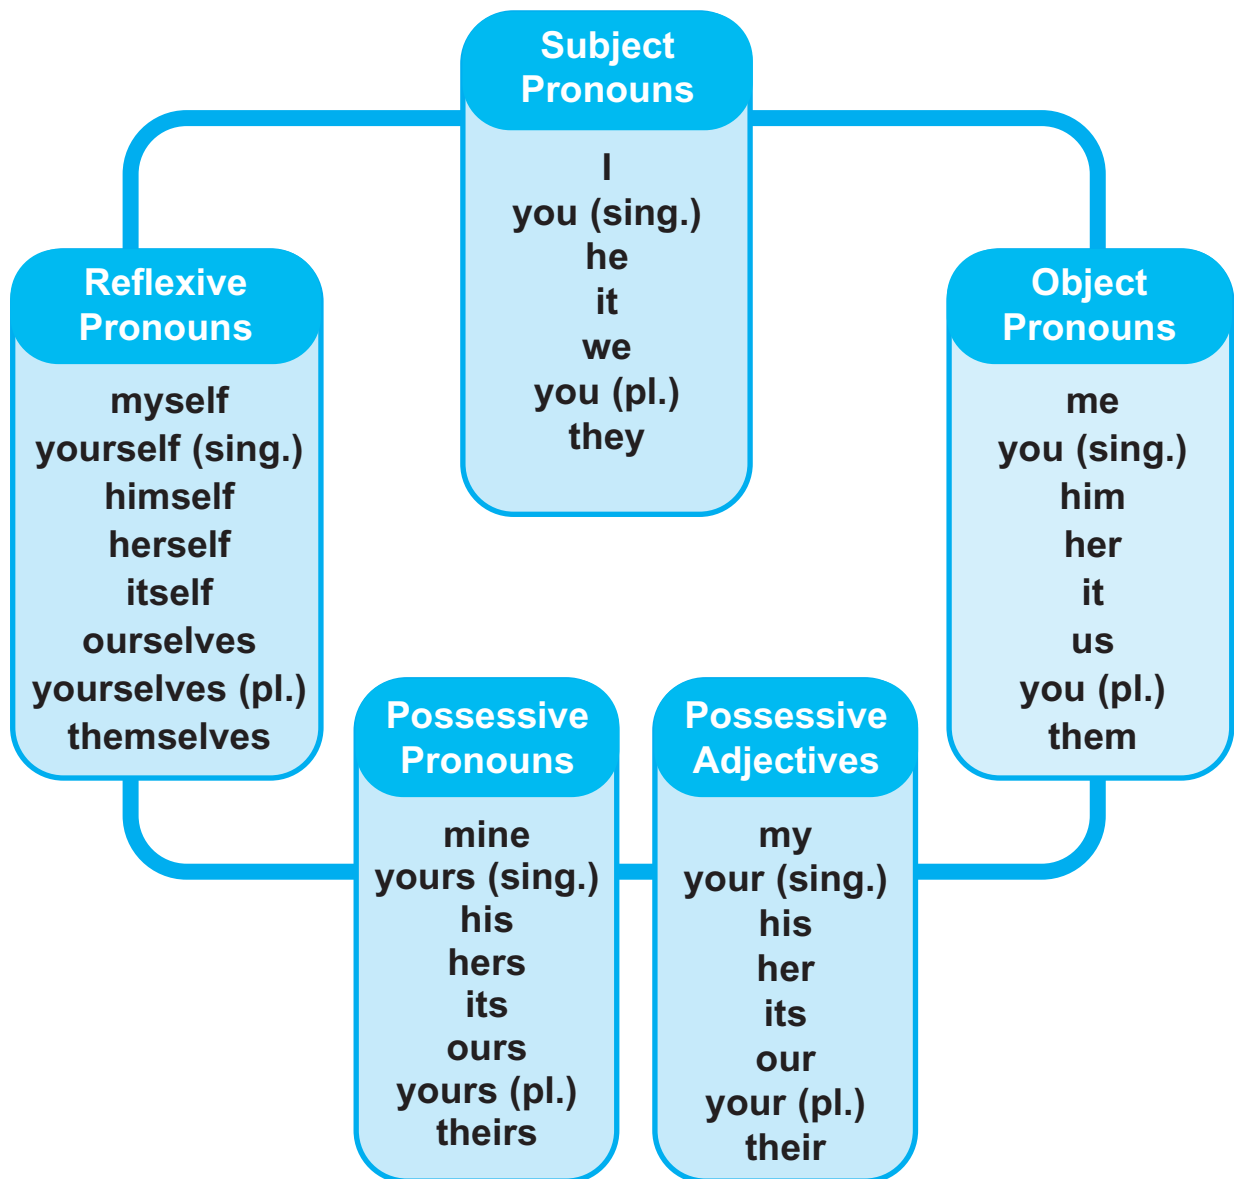 Subject
Pronouns
I
you (sing.)
he
it
we
you (pl.)
they
Reflexive
Pronouns
myself
yourself (sing.)
himself
herself
itself
ourselves
yourselves (pl.)
themselves
Object
Pronouns
me
you (sing.)
him
her
it
us
you (pl.)
them
Possessive
Pronouns
mine
yours (sing.)
his
hers
its
ours
yours (pl.)
theirs
Possessive
Adjectives
my
your (sing.)
his
her
its
our
your (pl.)
their